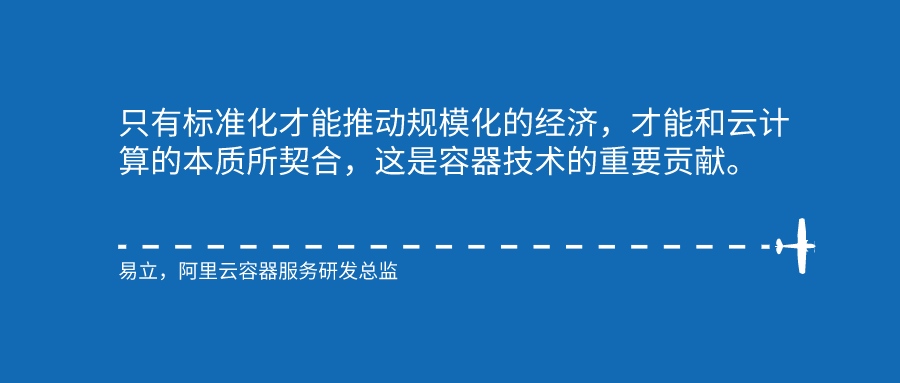 只有标准化才能推动规模化的经济，才能和云计
算的本质所契合，这是容器技术的重要贡献。
易立，阿里云容器服务研发总监